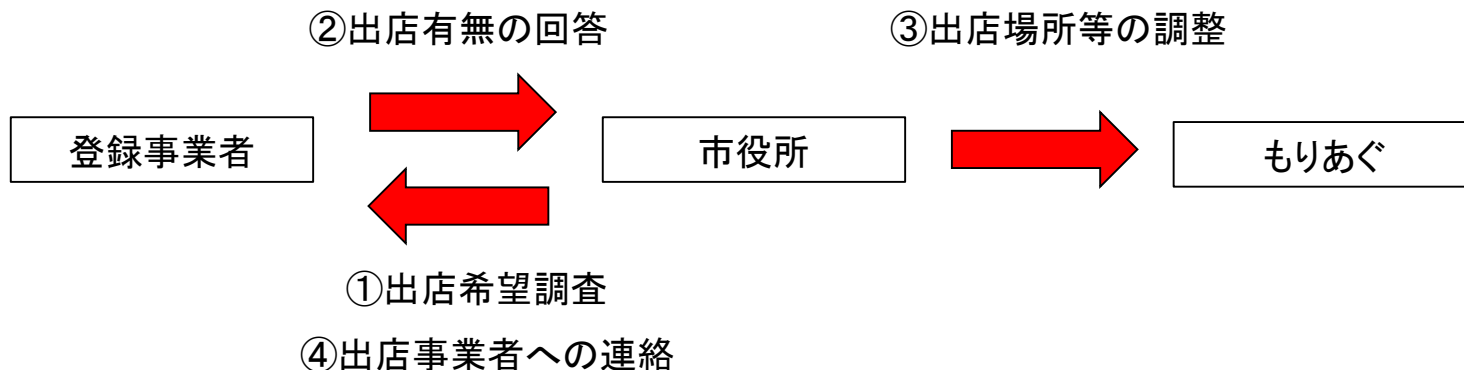 ②出店有無の回答
③出店場所等の調整
登録事業者
市役所
もりあぐ
①出店希望調査
④出店事業者への連絡